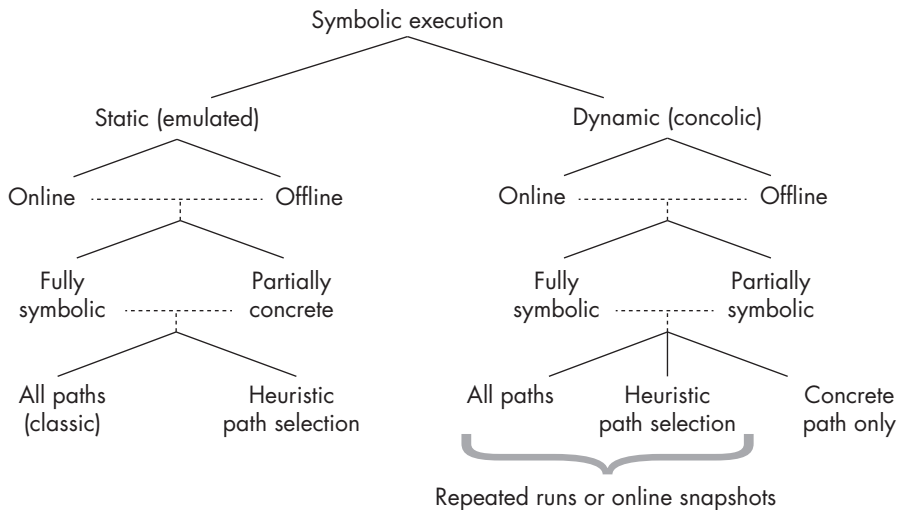 Symbolic execution
Static (emulated)
Dynamic (concolic)
Online
Offline
Online
Offline
Fully
symbolic
Partially
concrete
Fully
symbolic
Partially
symbolic
All paths
(classic)
Heuristic
path selection
All paths
Heuristic
path selection
Concrete
path only
Repeated runs or online snapshots